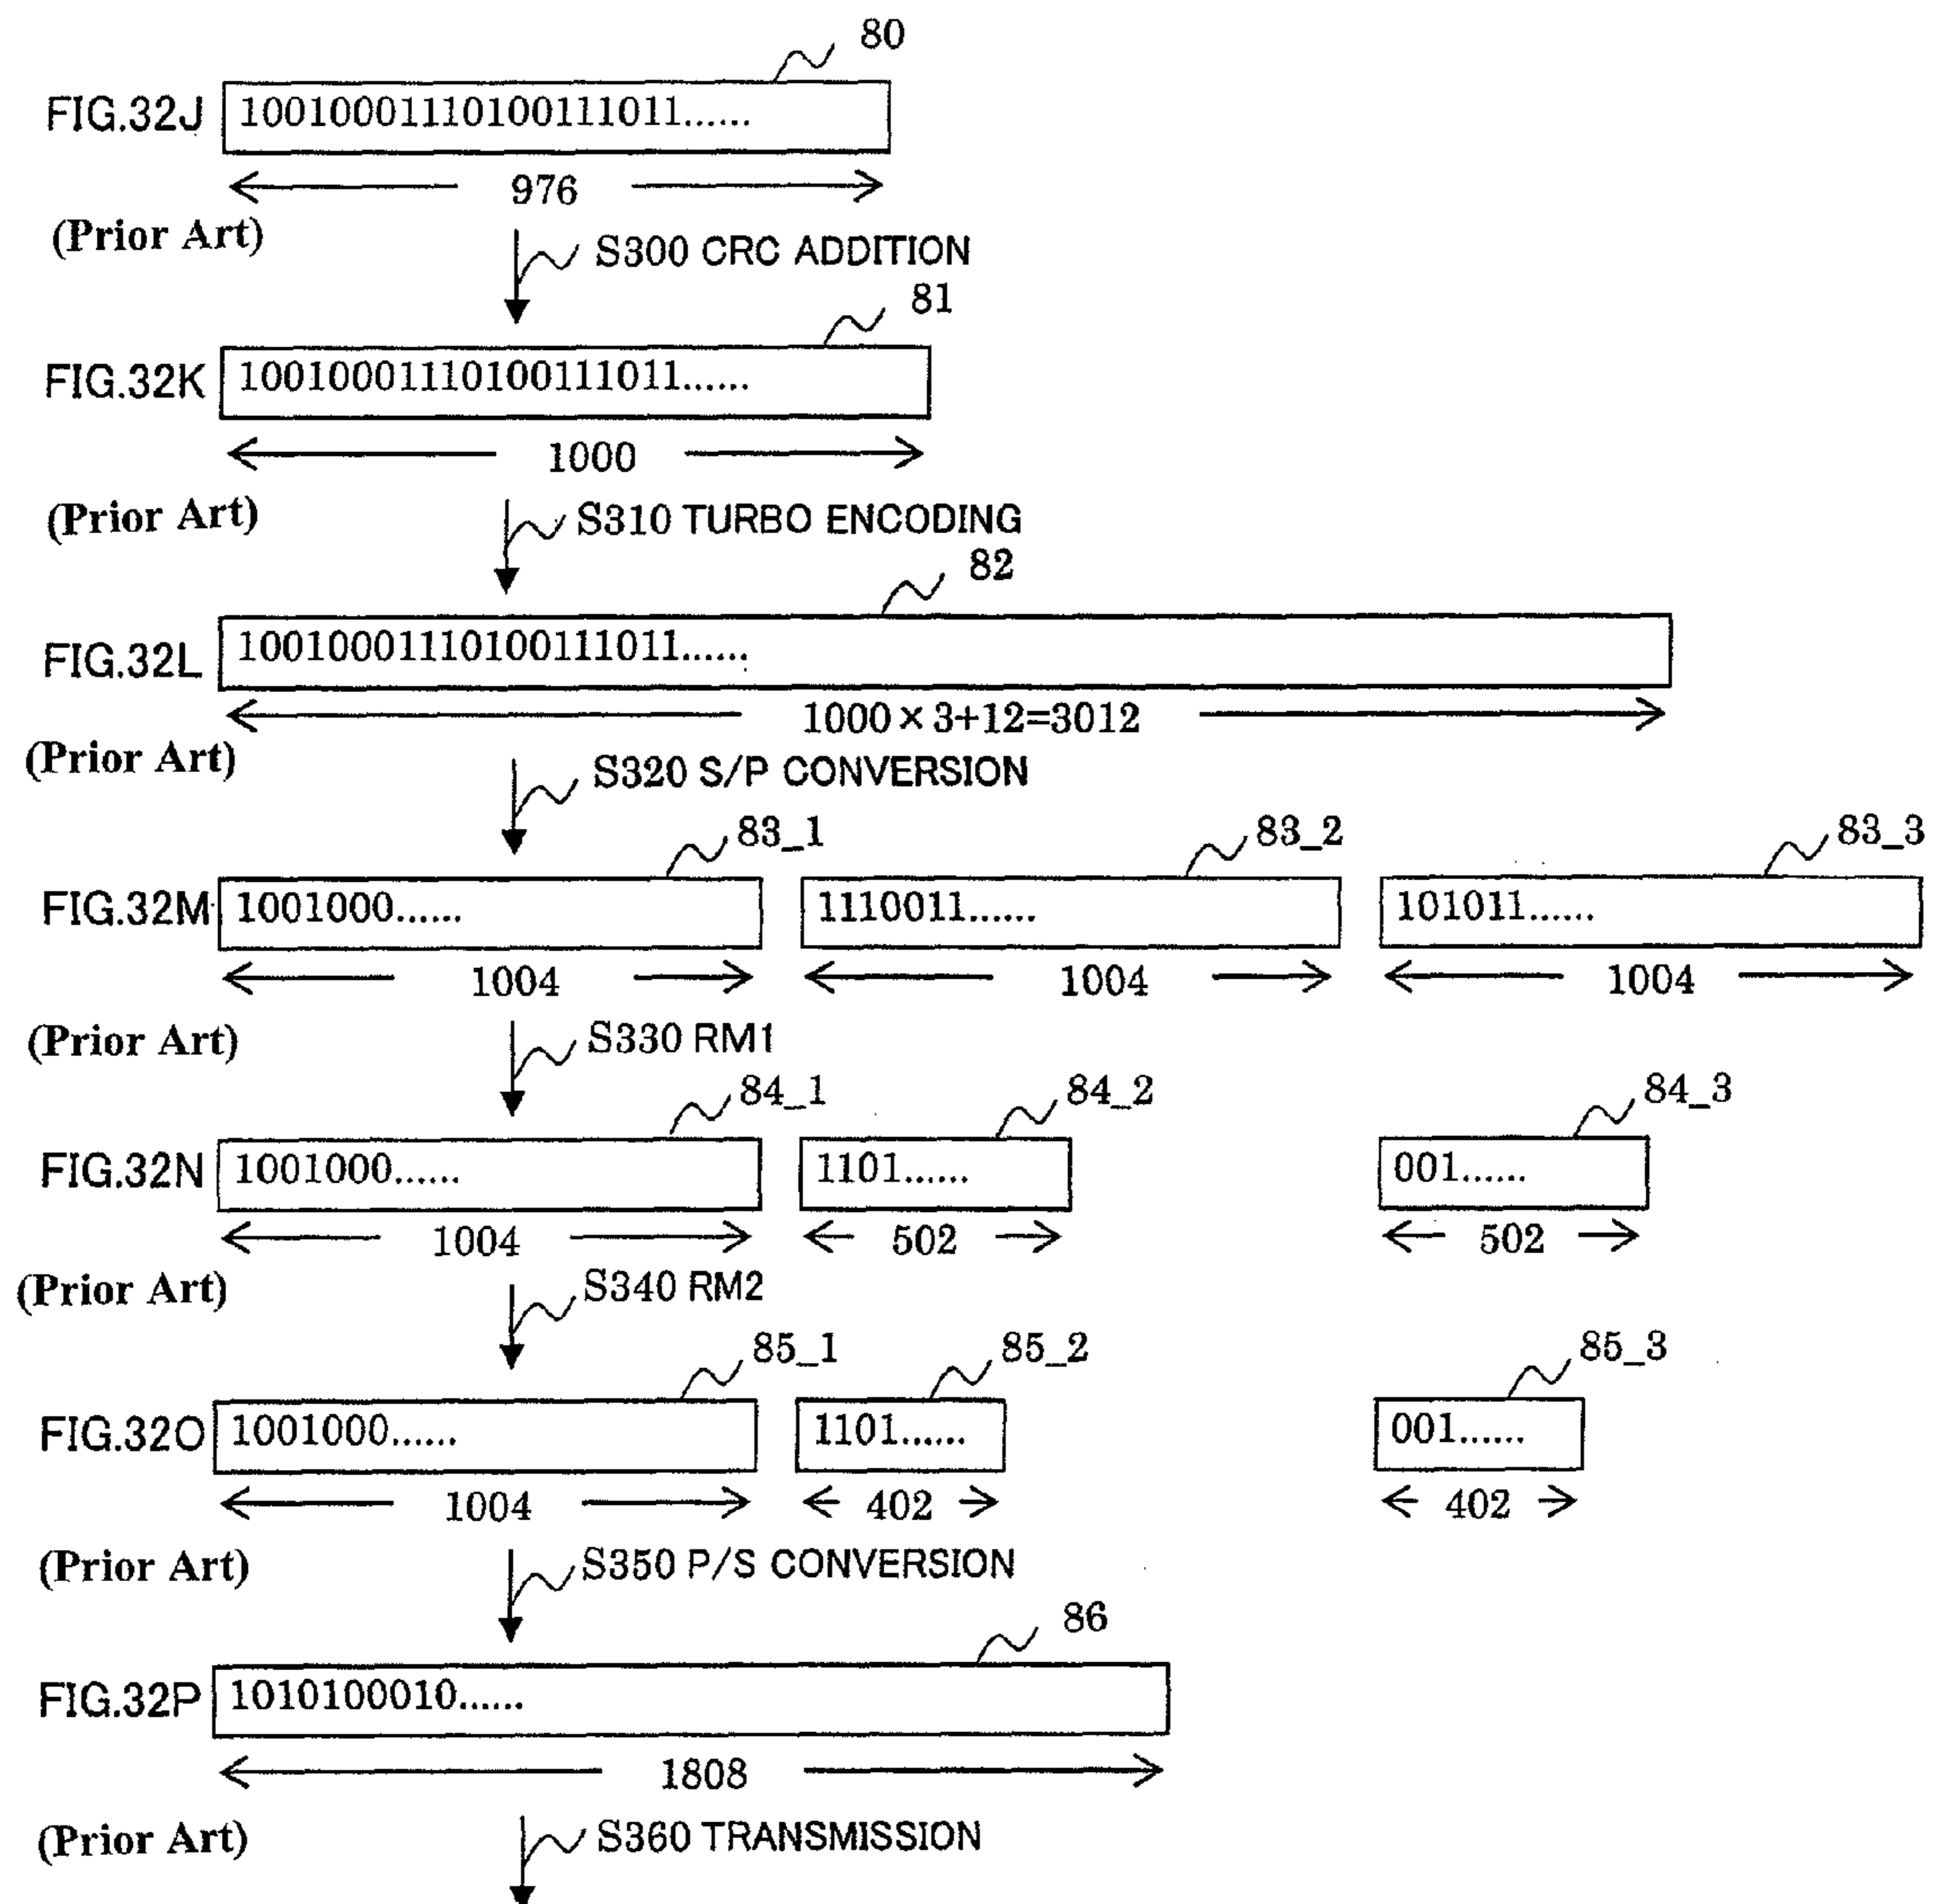 80
FIG.32J 10010001110100111011......
976
(Prior Art)
S300 CRC ADDITION
81
FIG.32K 10010001110100111011......
1000
(Prior Art)
S310 TURBO ENCODING
82
FIG.32L 10010001110100111011......
1000×3+12=3012
(Prior Art)
S320 S/P CONVERSION
83_1 83_2 83_3
FIG.32M 1001000...... 1110011...... 101011......
1004 1004 1004
(Prior Art)
S330 RM1
84_1 84_2 84_3
FIG.32N 1001000...... 1101...... 001......
1004 502 502
(Prior Art)
S340 RM2
85_1 85_2 85_3
FIG.32O 1001000...... 1101...... 001......
1004 402 402
(Prior Art)
S350 P/S CONVERSION
86
FIG.32P 1010100010......
1808
(Prior Art)
S360 TRANSMISSION